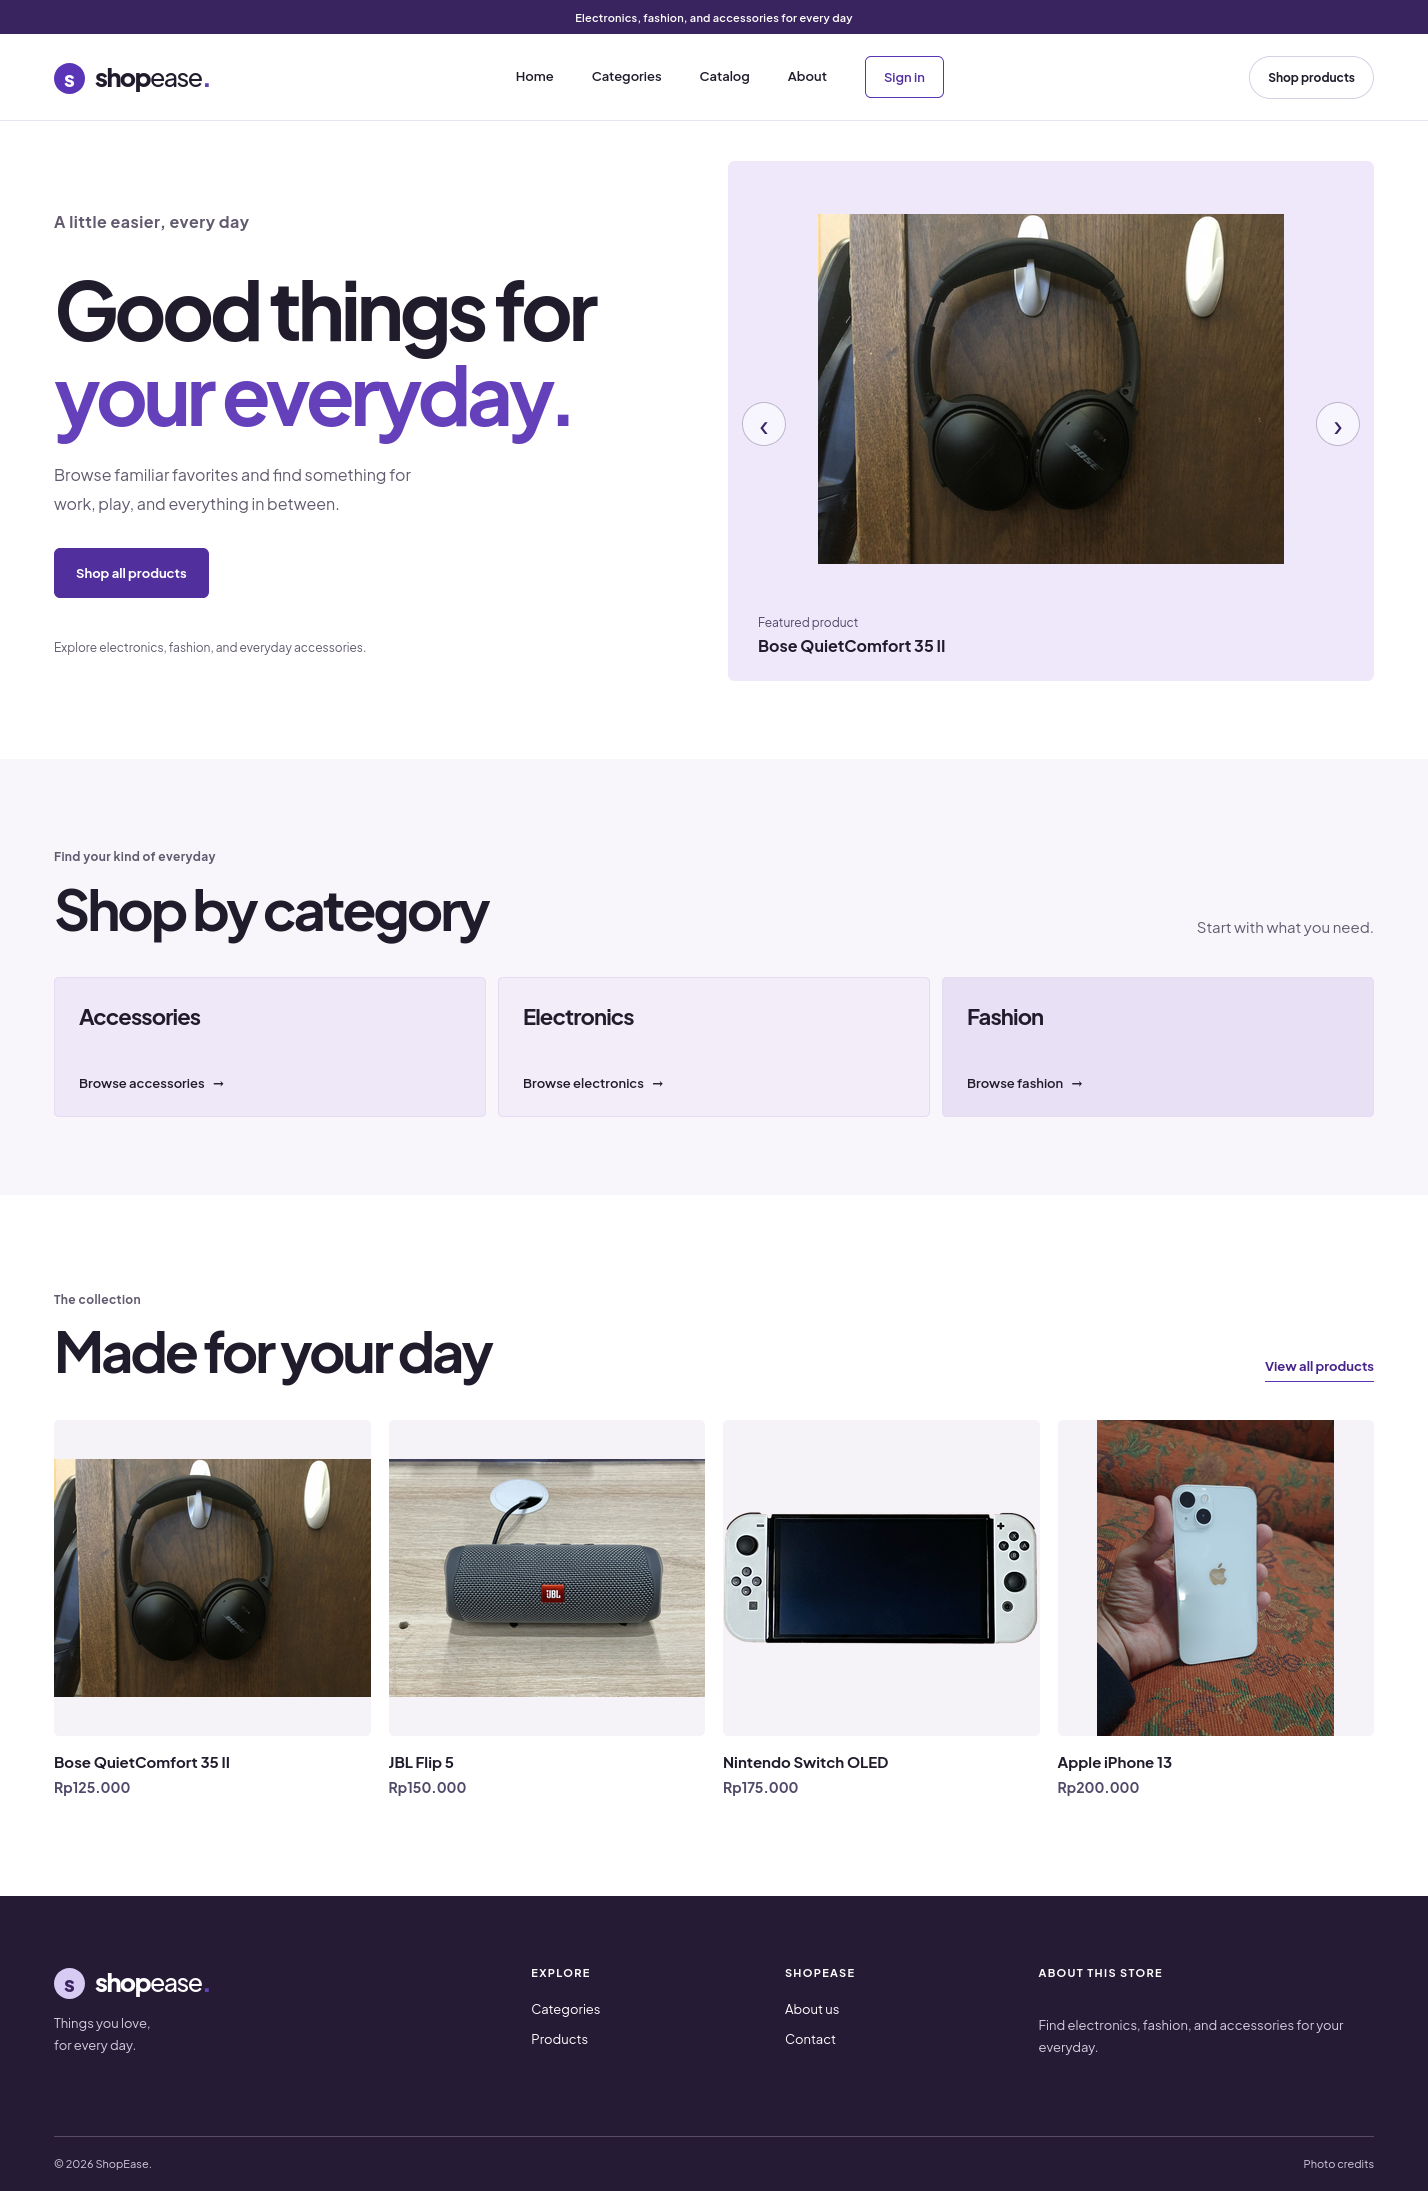 Electronics, fashion, and accessories for every day
s shopease.
Home Categories Catalog About Sign in Shop products
A little easier, every day
Good things for
your everyday.
Browse familiar favorites and find something for
work, play, and everything in between.
Shop all products
Explore electronics, fashion, and everyday accessories.
BOSE
‹ ›
Featured product
Bose QuietComfort 35 II
Find your kind of everyday
Shop by category
Start with what you need.
Accessories
Browse accessories →
Electronics
Browse electronics →
Fashion
Browse fashion →
The collection
Made for your day
View all products
BOSE
JBL
Bose QuietComfort 35 II
Rp125.000
JBL Flip 5
Rp150.000
Nintendo Switch OLED
Rp175.000
Apple iPhone 13
Rp200.000
s shopease.
Things you love,
for every day.
EXPLORE
Categories
Products
SHOPEASE
About us
Contact
ABOUT THIS STORE
Find electronics, fashion, and accessories for your
everyday.
© 2026 ShopEase.
Photo credits